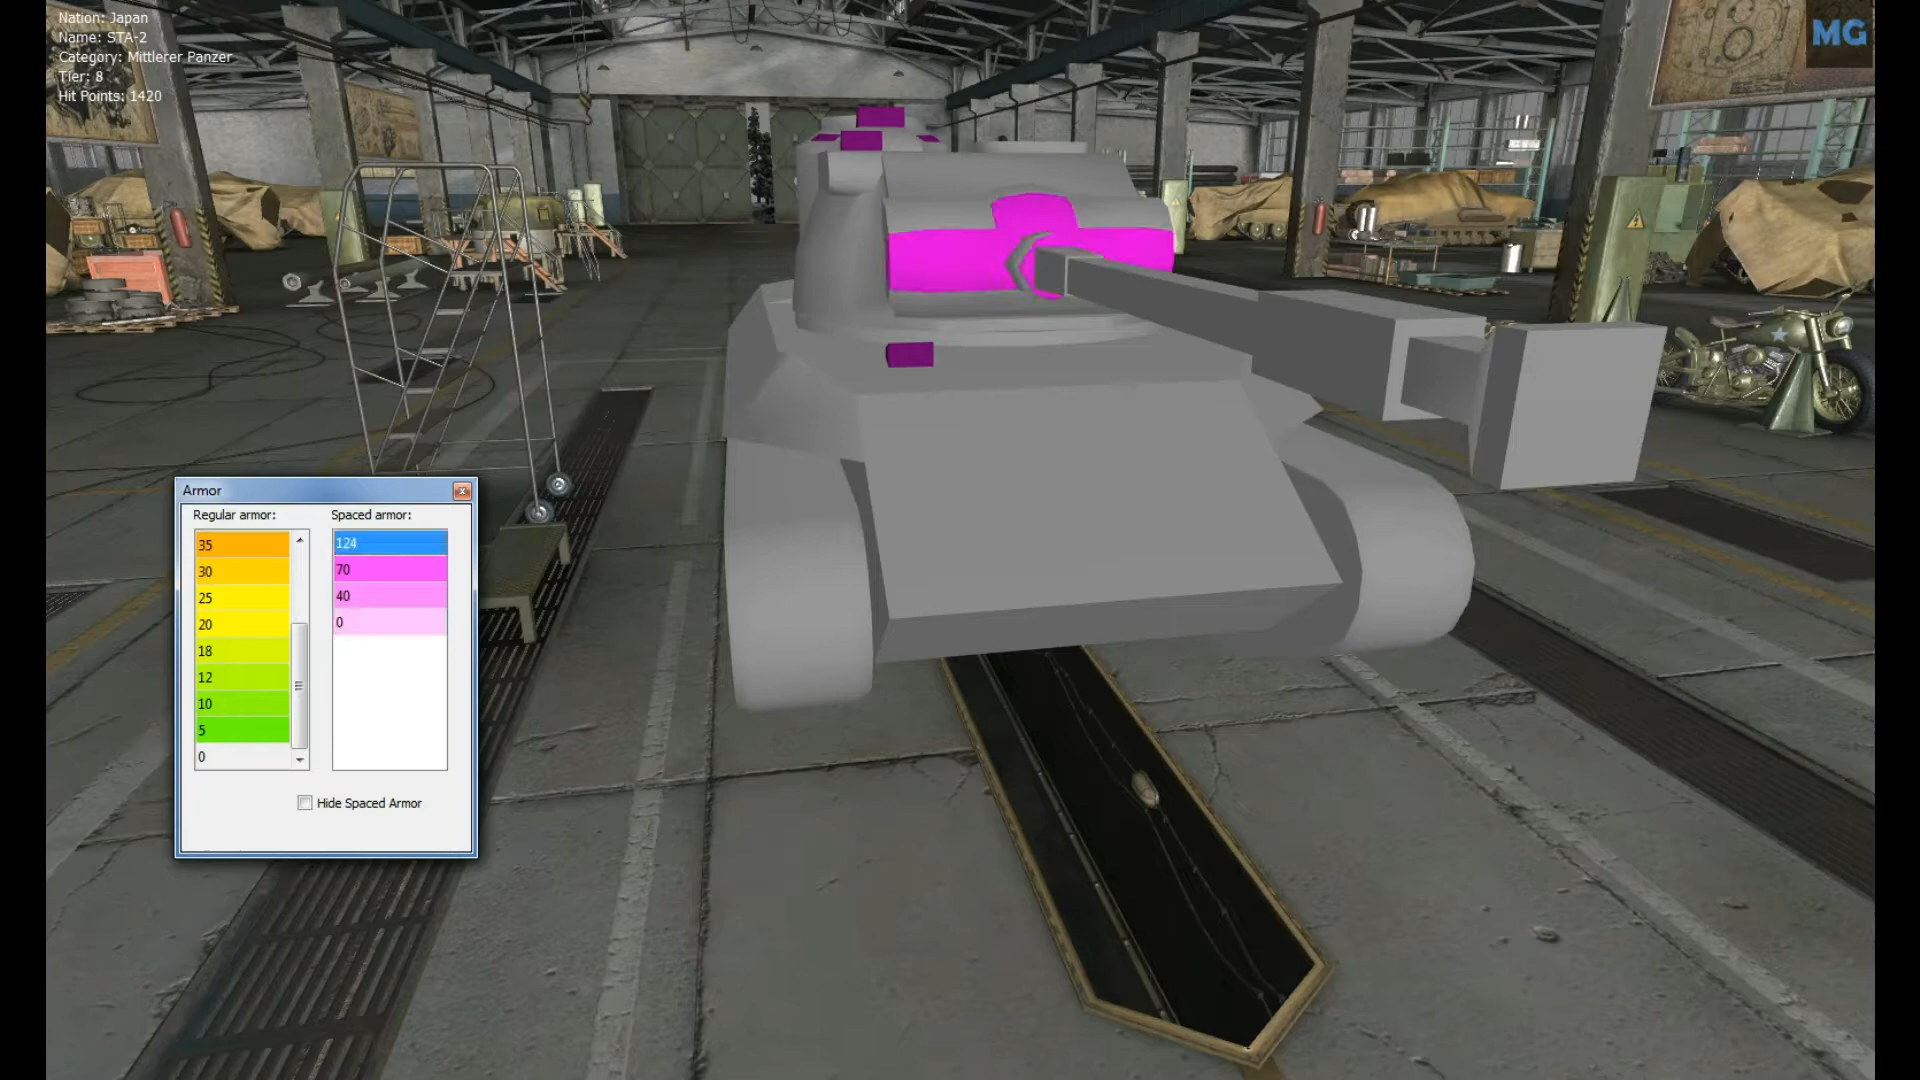 Nation: Japan
Name: STA-2
Category: Mittlerer Panzer
Tier: 8
Hit Points: 1420
MG
Armor
Regular armor:
Spaced armor:
35
30
25
20
18
12
10
5
0
124
70
40
0
Hide Spaced Armor